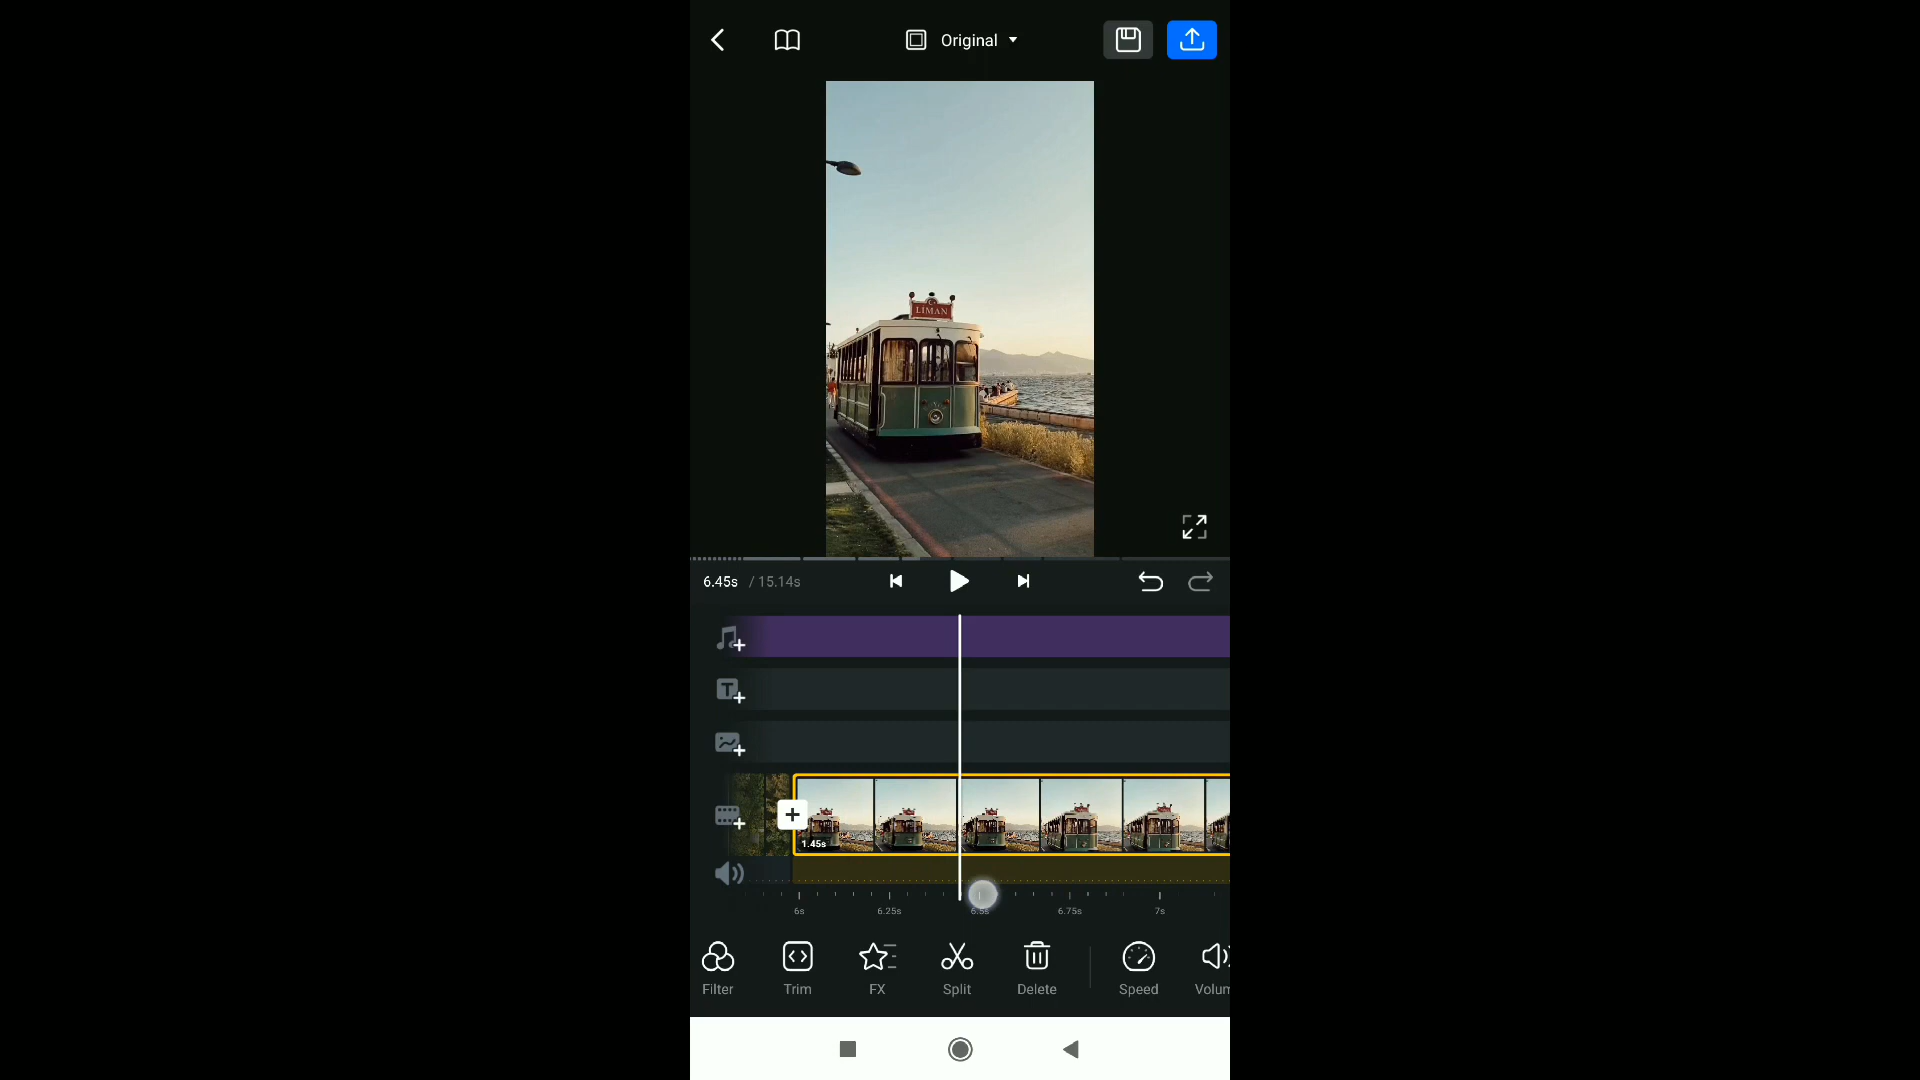 Original
LIMAN
6.45s / 15.14s
T
1.45s
6s 6.25s 6.5s 6.75s 7s
Filter Trim FX Split Delete Speed Volum